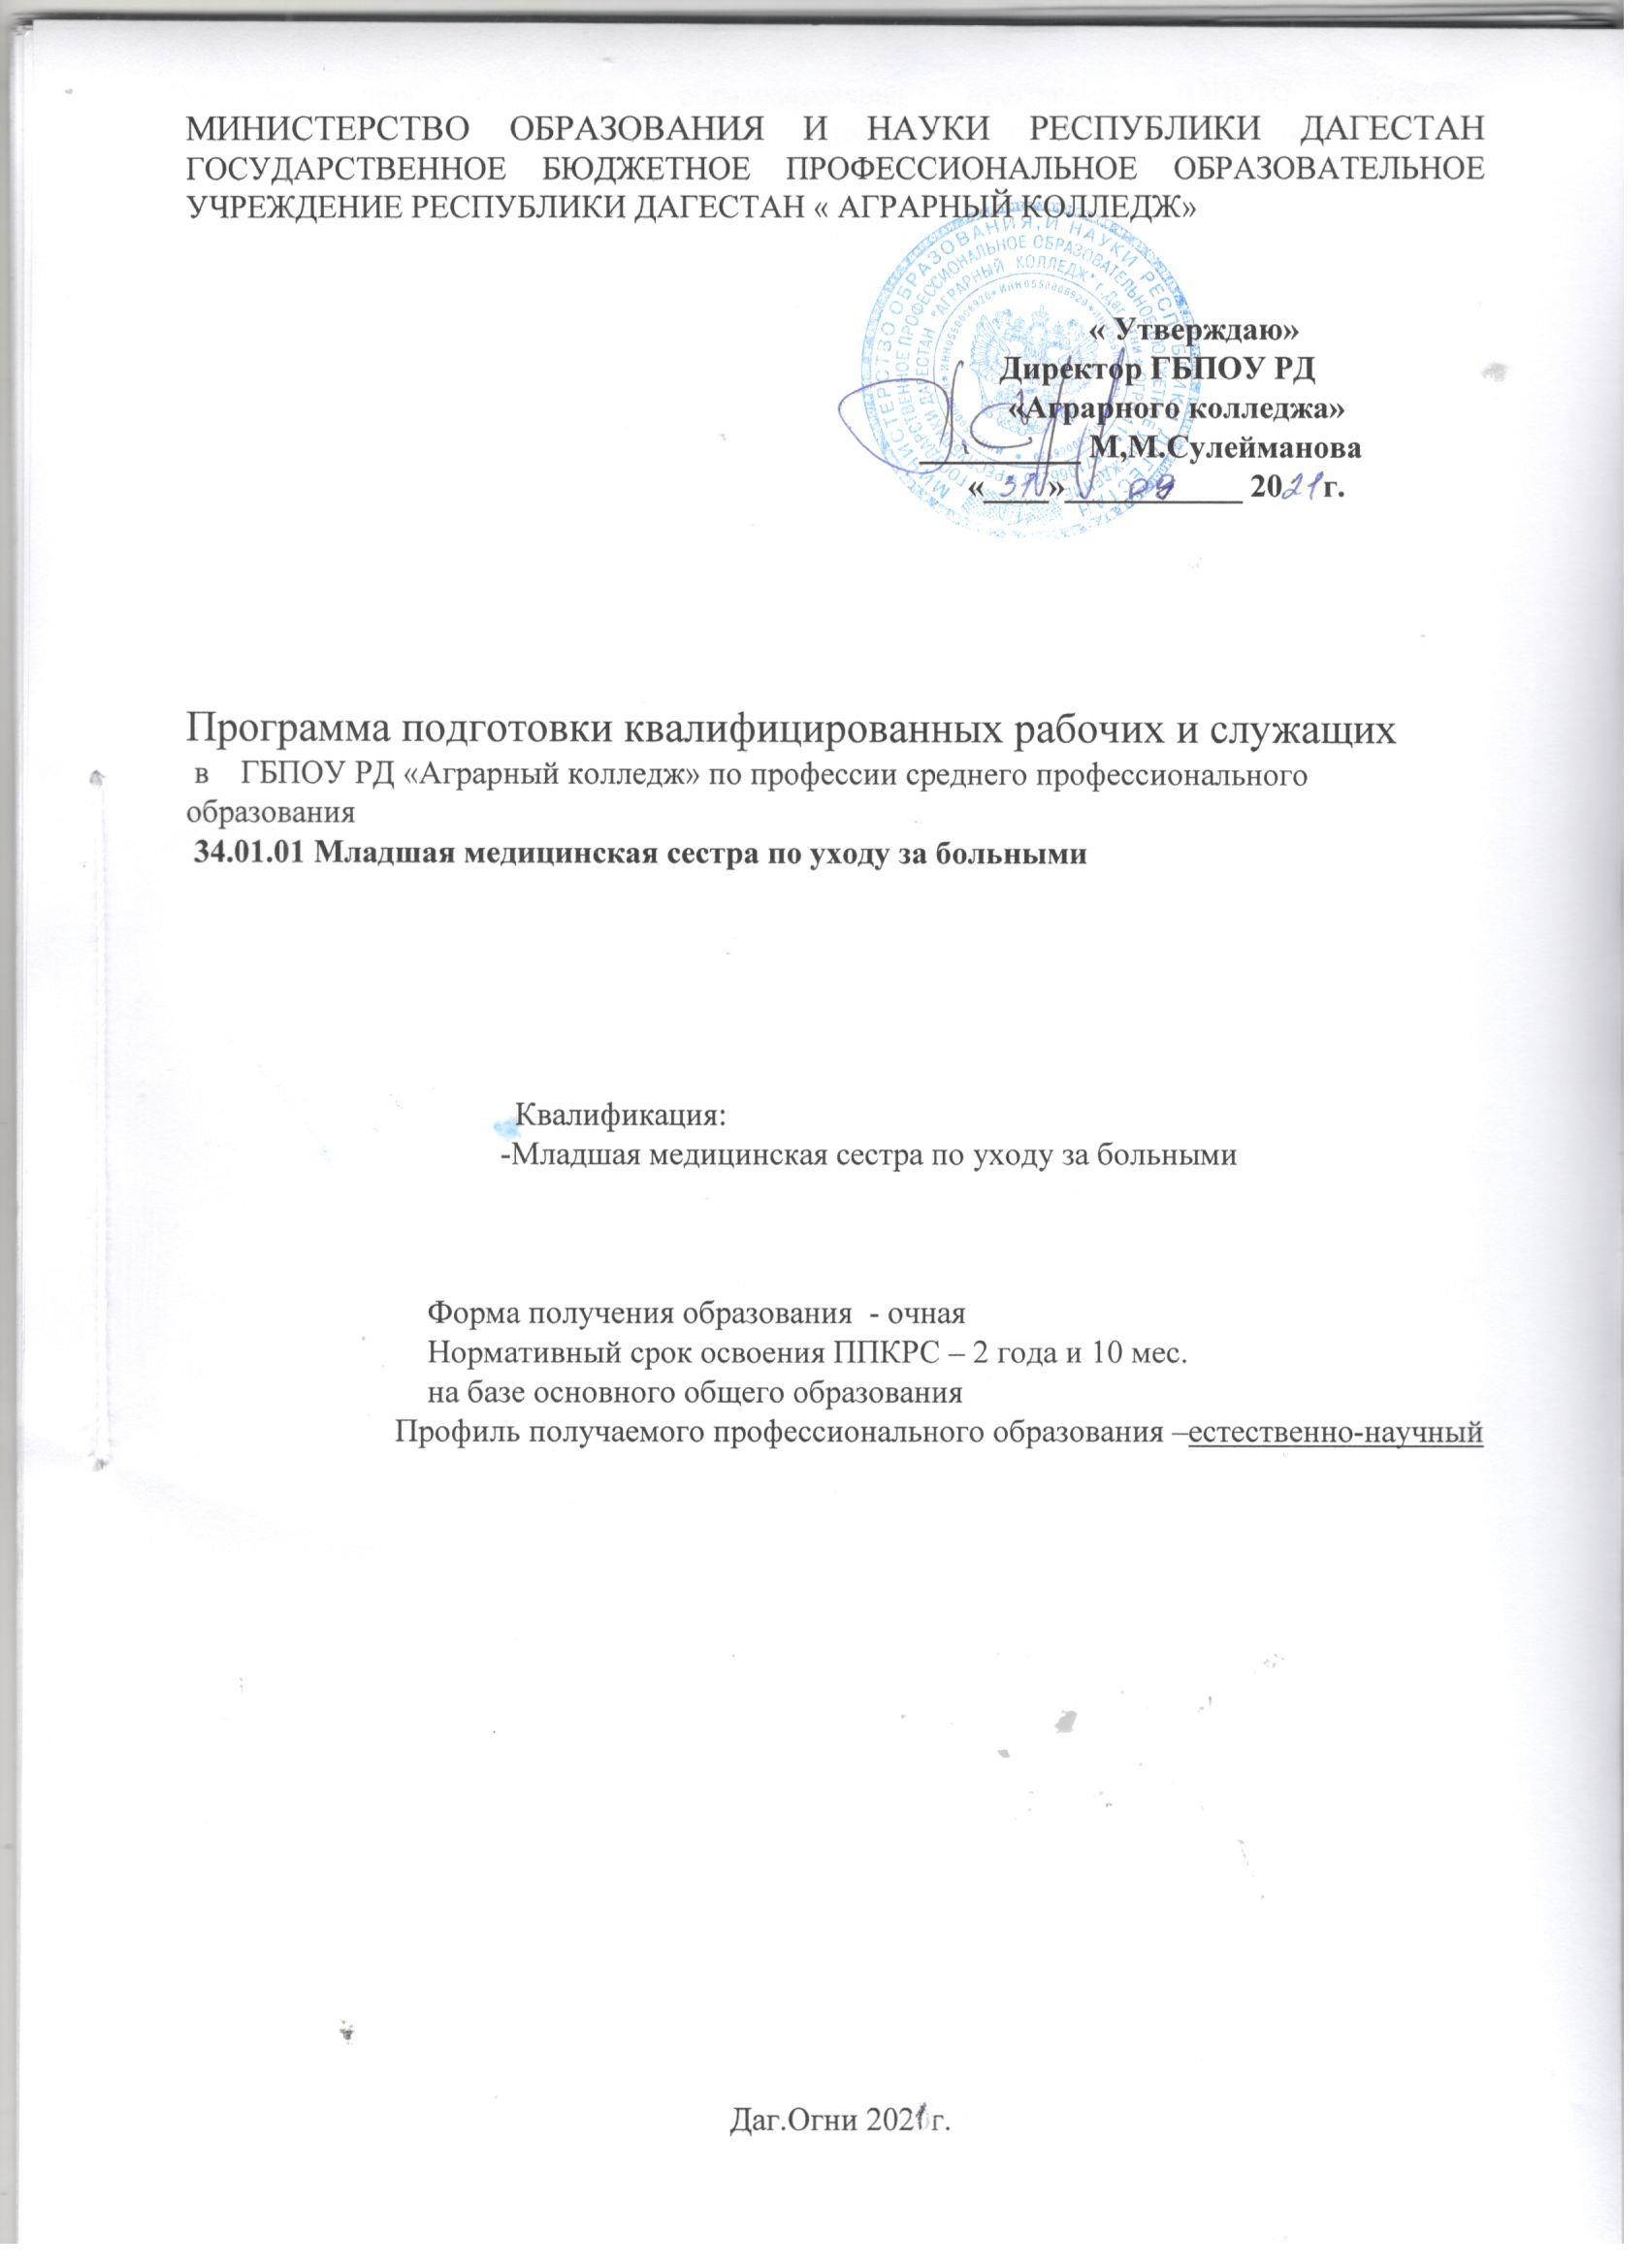 МИНИСТЕРСТВО ОБРАЗОВАНИЯ И НАУКИ РЕСПУБЛИКИ ДАГЕСТАН
ГОСУДАРСТВЕННОЕ БЮДЖЕТНОЕ ПРОФЕССИОНАЛЬНОЕ ОБРАЗОВАТЕЛЬНОЕ
УЧРЕЖДЕНИЕ РЕСПУБЛИКИ ДАГЕСТАН « АГРАРНЫЙ КОЛЛЕДЖ»
« Утверждаю»
Директор ГБПОУ РД
«Аграрного колледжа»
__________ М,М.Сулейманова
«31» 2021г.
Программа подготовки квалифицированных рабочих и служащих
в ГБПОУ РД «Аграрный колледж» по профессии среднего профессионального
образования
34.01.01 Младшая медицинская сестра по уходу за больными
Квалификация:
-Младшая медицинская сестра по уходу за больными
Форма получения образования - очная
Нормативный срок освоения ППКРС – 2 года и 10 мес.
на базе основного общего образования
Профиль получаемого профессионального образования –естественно-научный
Даг.Огни 2021г.